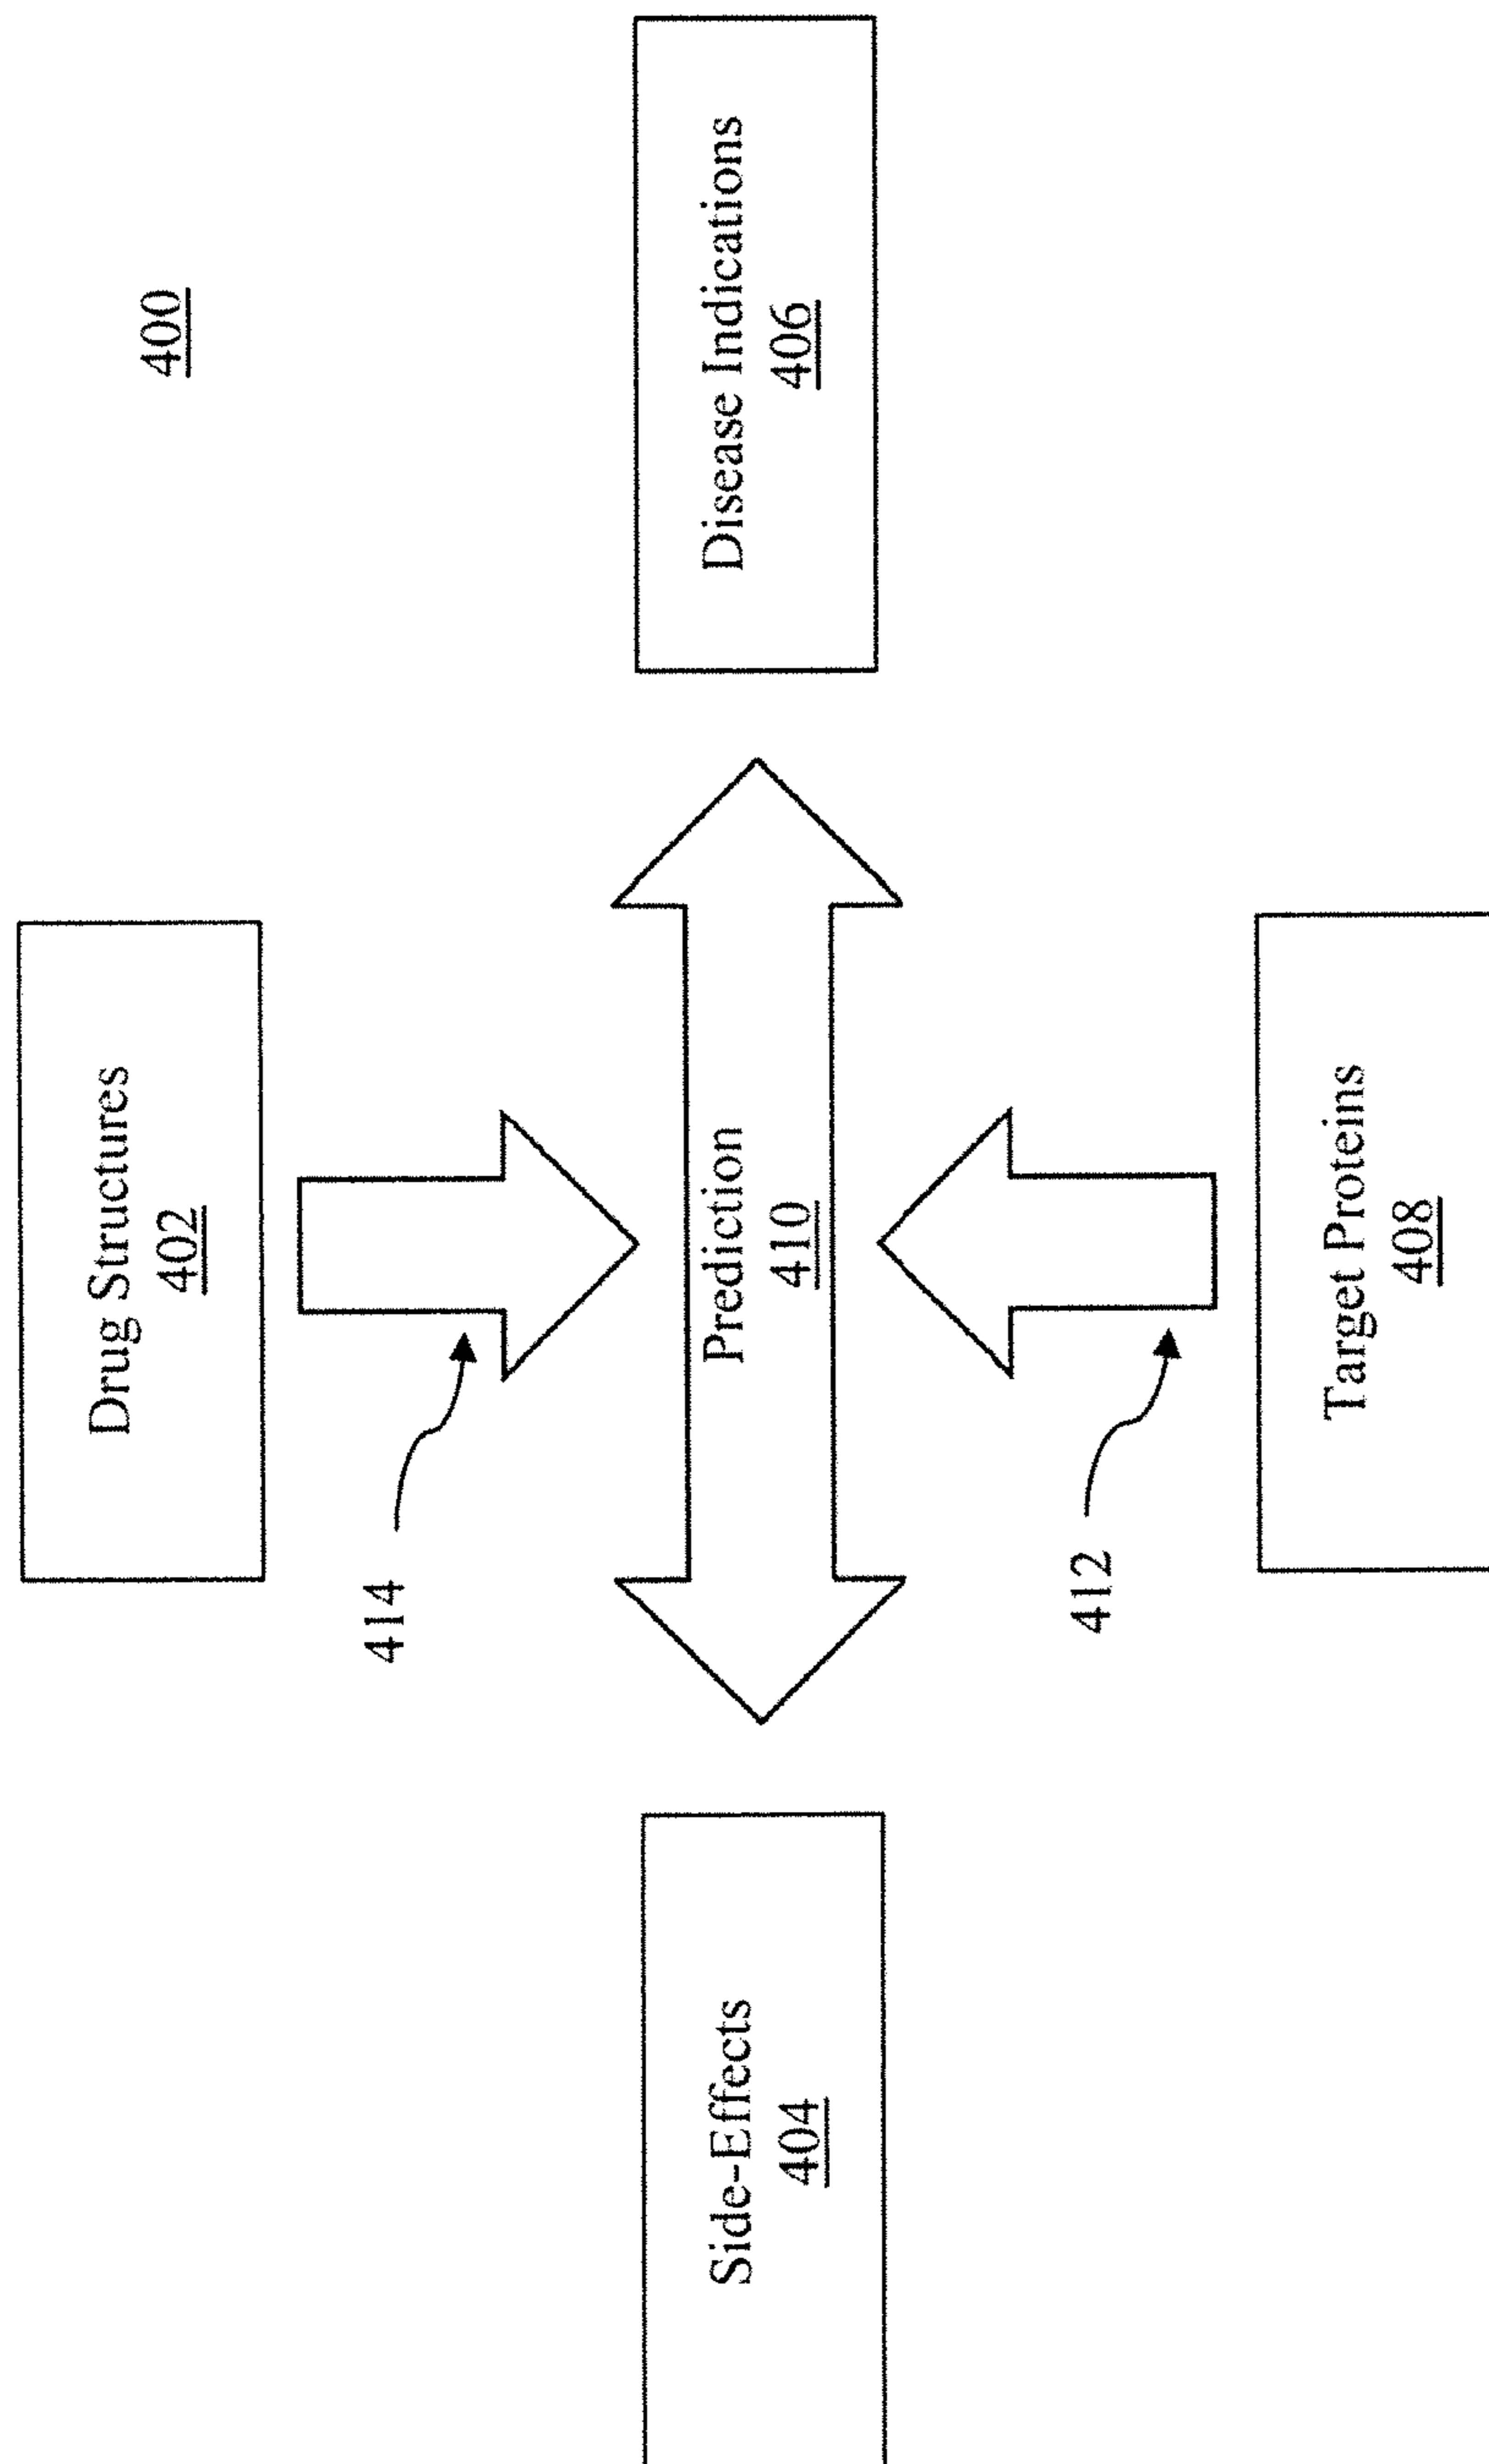 400
Drug Structures
402
414
Side-Effects
404
Prediction
410
Disease Indications
406
412
Target Proteins
408